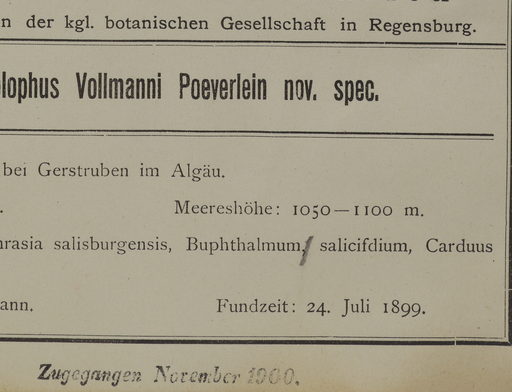 n der kgl. botanischen Gesellschaft in Regensburg.
lophus Vollmanni Poeverlein nov. spec.
bei Gerstruben im Algäu.
. Meereshöhe: 1050—1100 m.
rasia salisburgensis, Buphthalmum, salicifdium, Carduus
ann. Fundzeit: 24. Juli 1899.
Zugegangen November 1900.